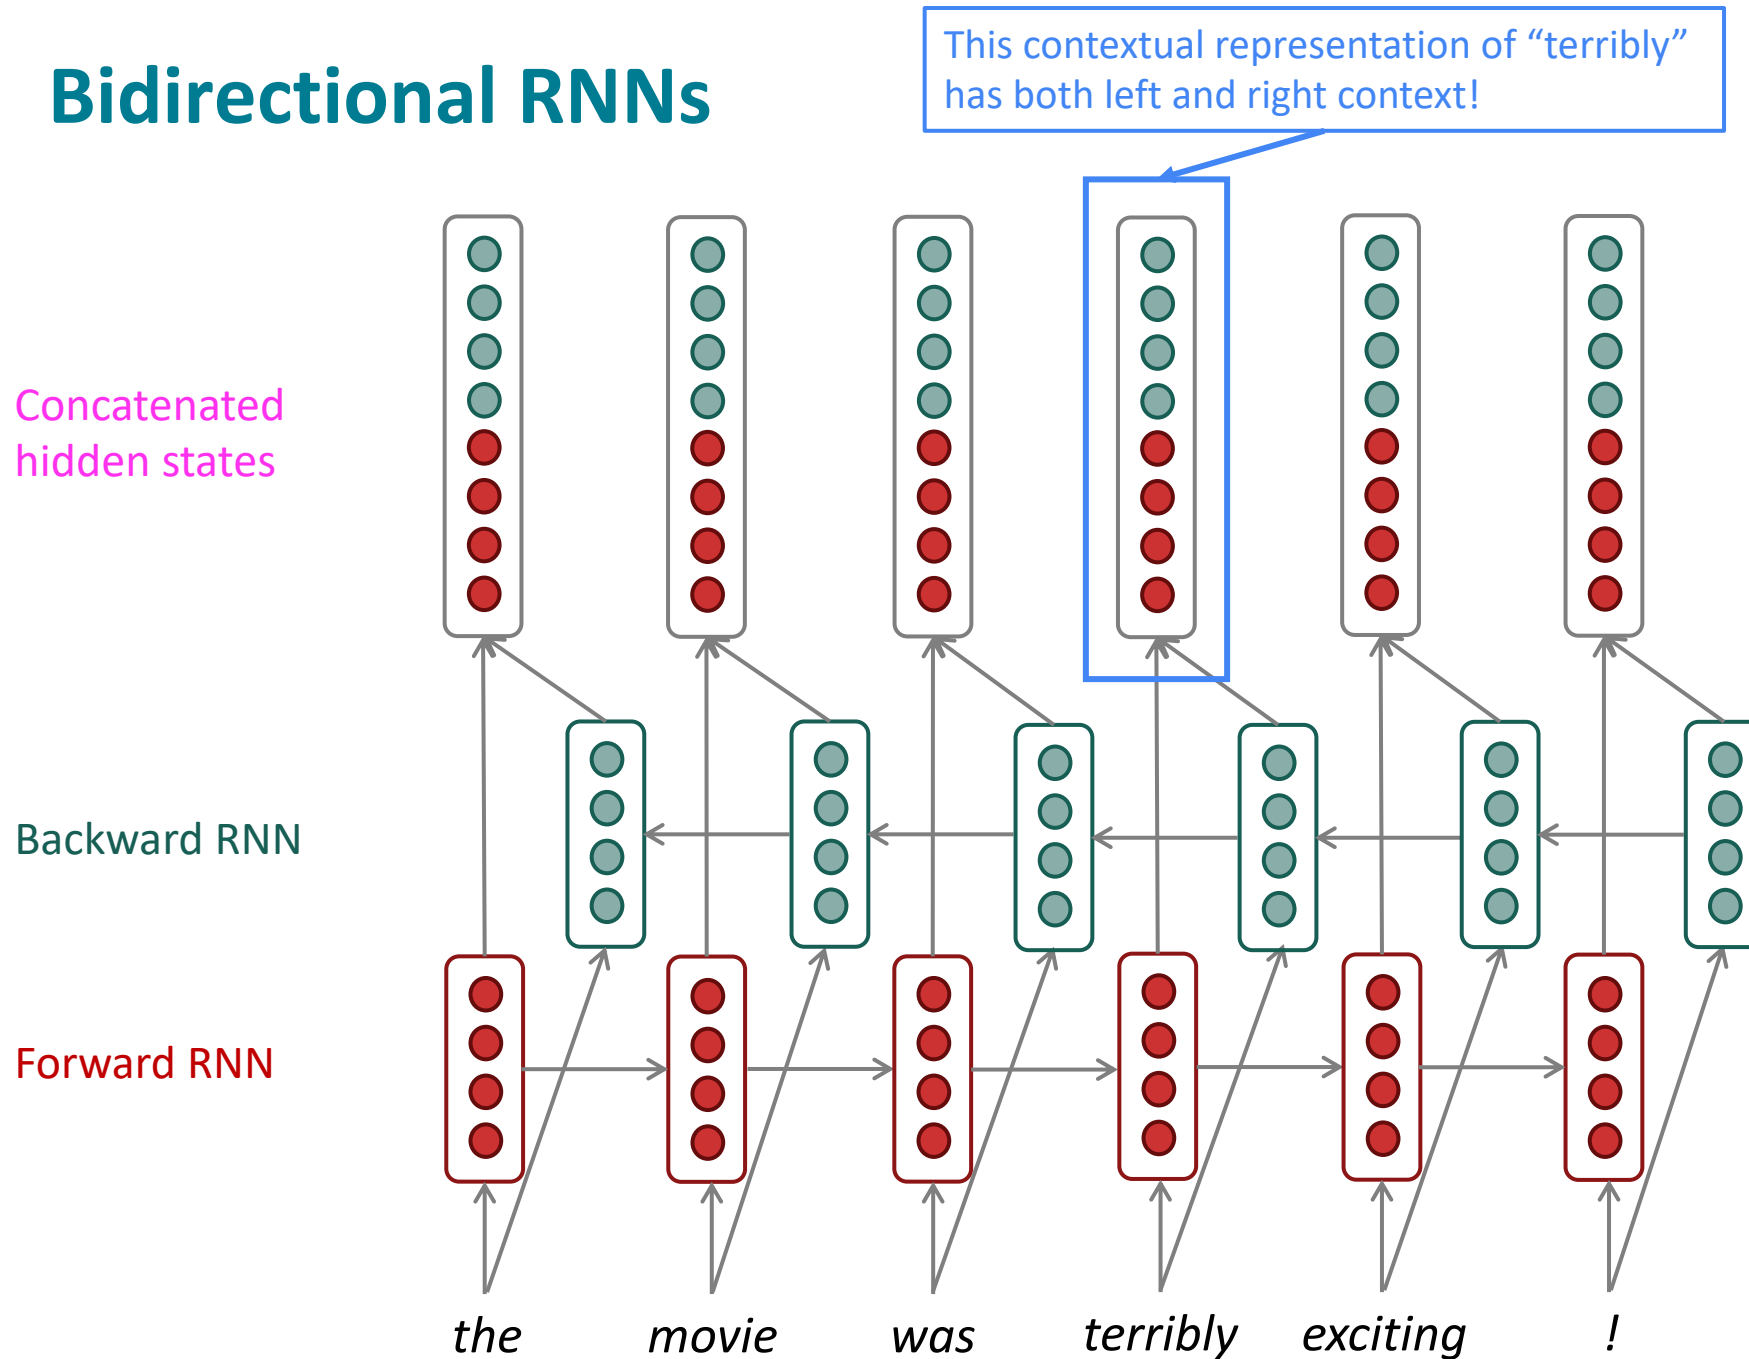 Bidirectional RNNs
This contextual representation of “terribly”
has both left and right context!
Concatenated
hidden states
Backward RNN
Forward RNN
the movie was terribly exciting !